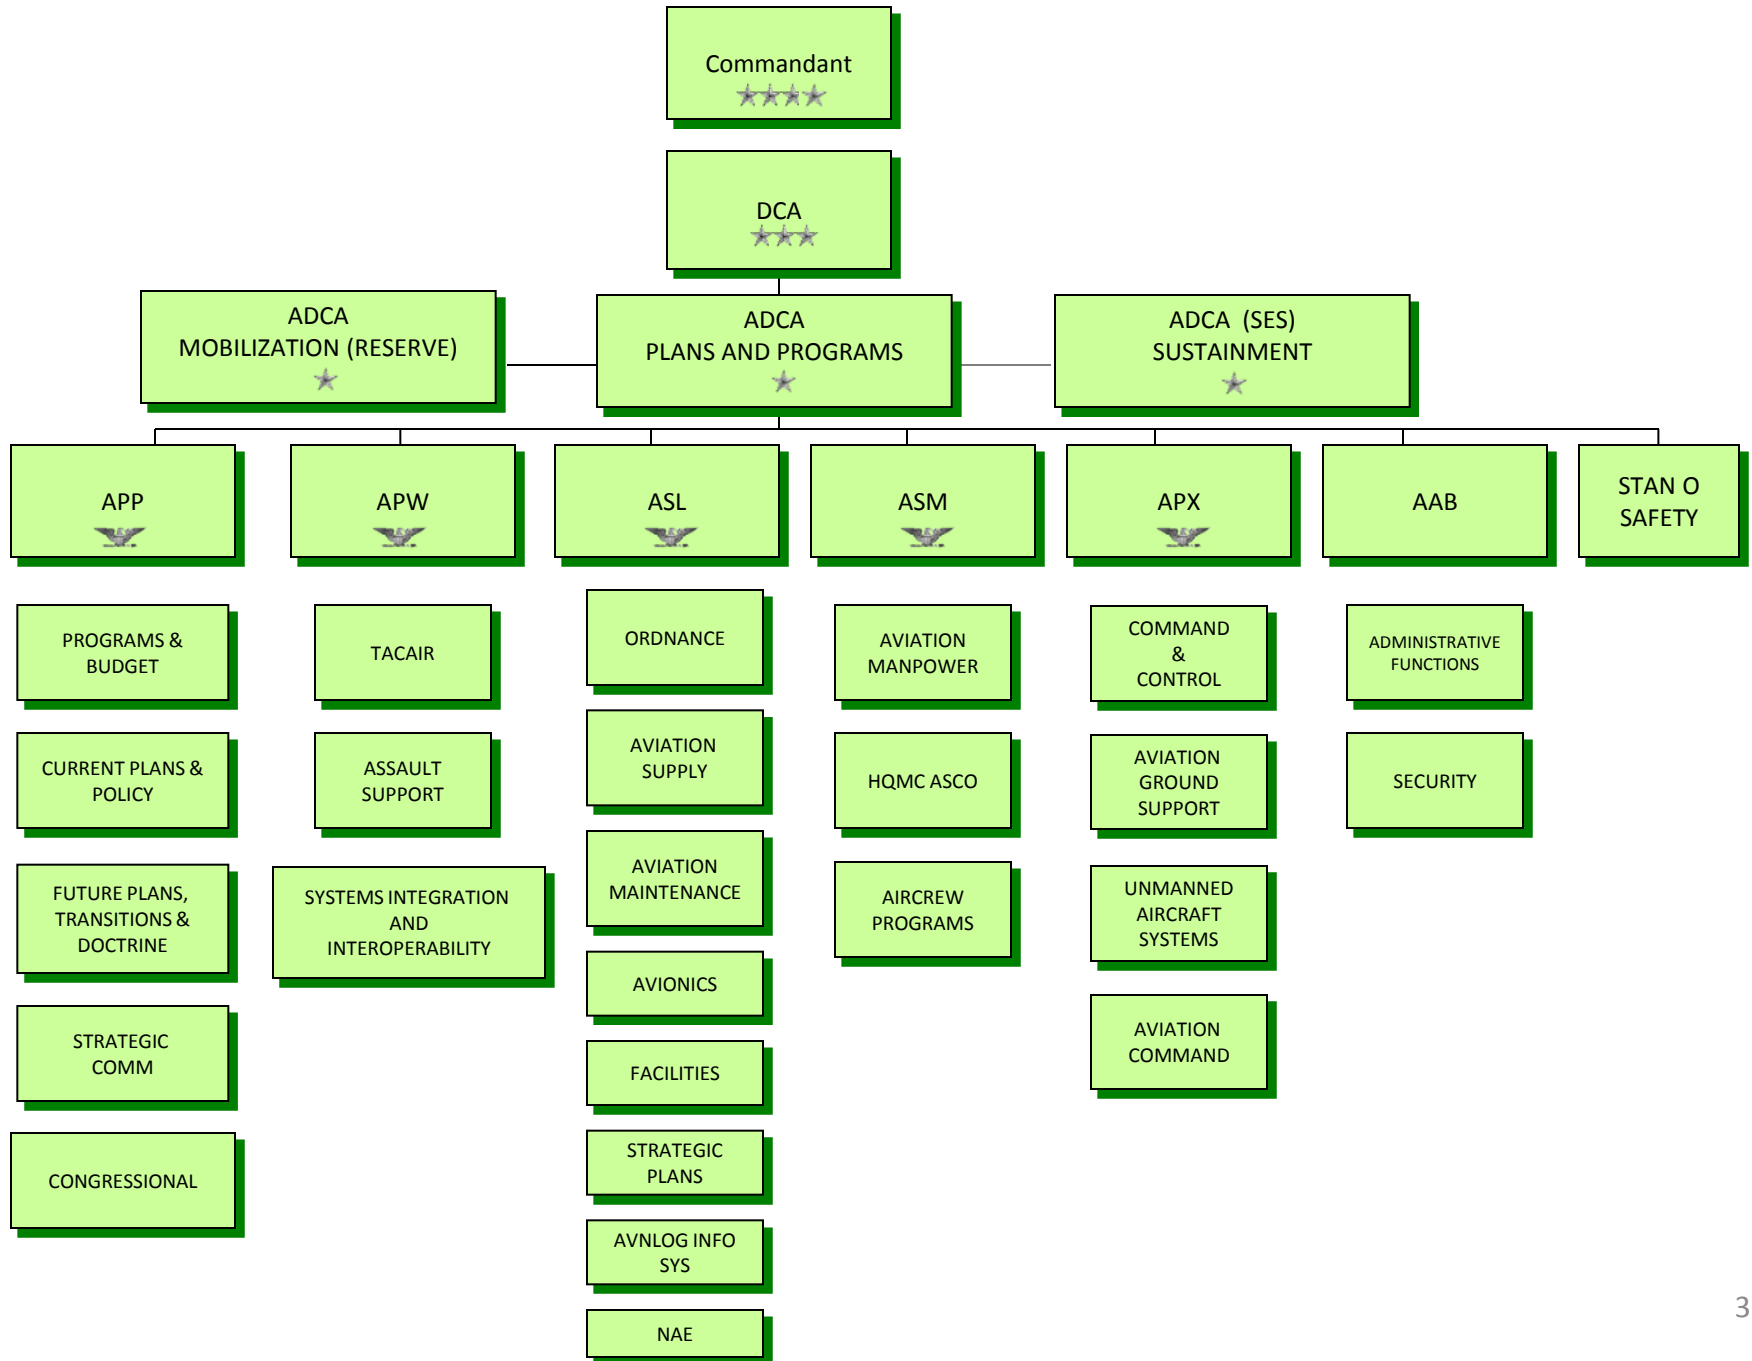 Commandant
DCA
ADCA
MOBILIZATION (RESERVE)
ADCA
PLANS AND PROGRAMS
ADCA (SES)
SUSTAINMENT
APP
APW
ASL
ASM
APX
AAB
STAN O
SAFETY
PROGRAMS &
BUDGET
CURRENT PLANS &
POLICY
FUTURE PLANS,
TRANSITIONS &
DOCTRINE
STRATEGIC
COMM
CONGRESSIONAL
TACAIR
ASSAULT
SUPPORT
SYSTEMS INTEGRATION
AND
INTEROPERABILITY
ORDNANCE
AVIATION
SUPPLY
AVIATION
MAINTENANCE
AVIONICS
FACILITIES
STRATEGIC
PLANS
AVNLOG INFO
SYS
NAE
AVIATION
MANPOWER
HQMC ASCO
AIRCREW
PROGRAMS
COMMAND
&
CONTROL
AVIATION
GROUND
SUPPORT
UNMANNED
AIRCRAFT
SYSTEMS
AVIATION
COMMAND
ADMINISTRATIVE
FUNCTIONS
SECURITY
3